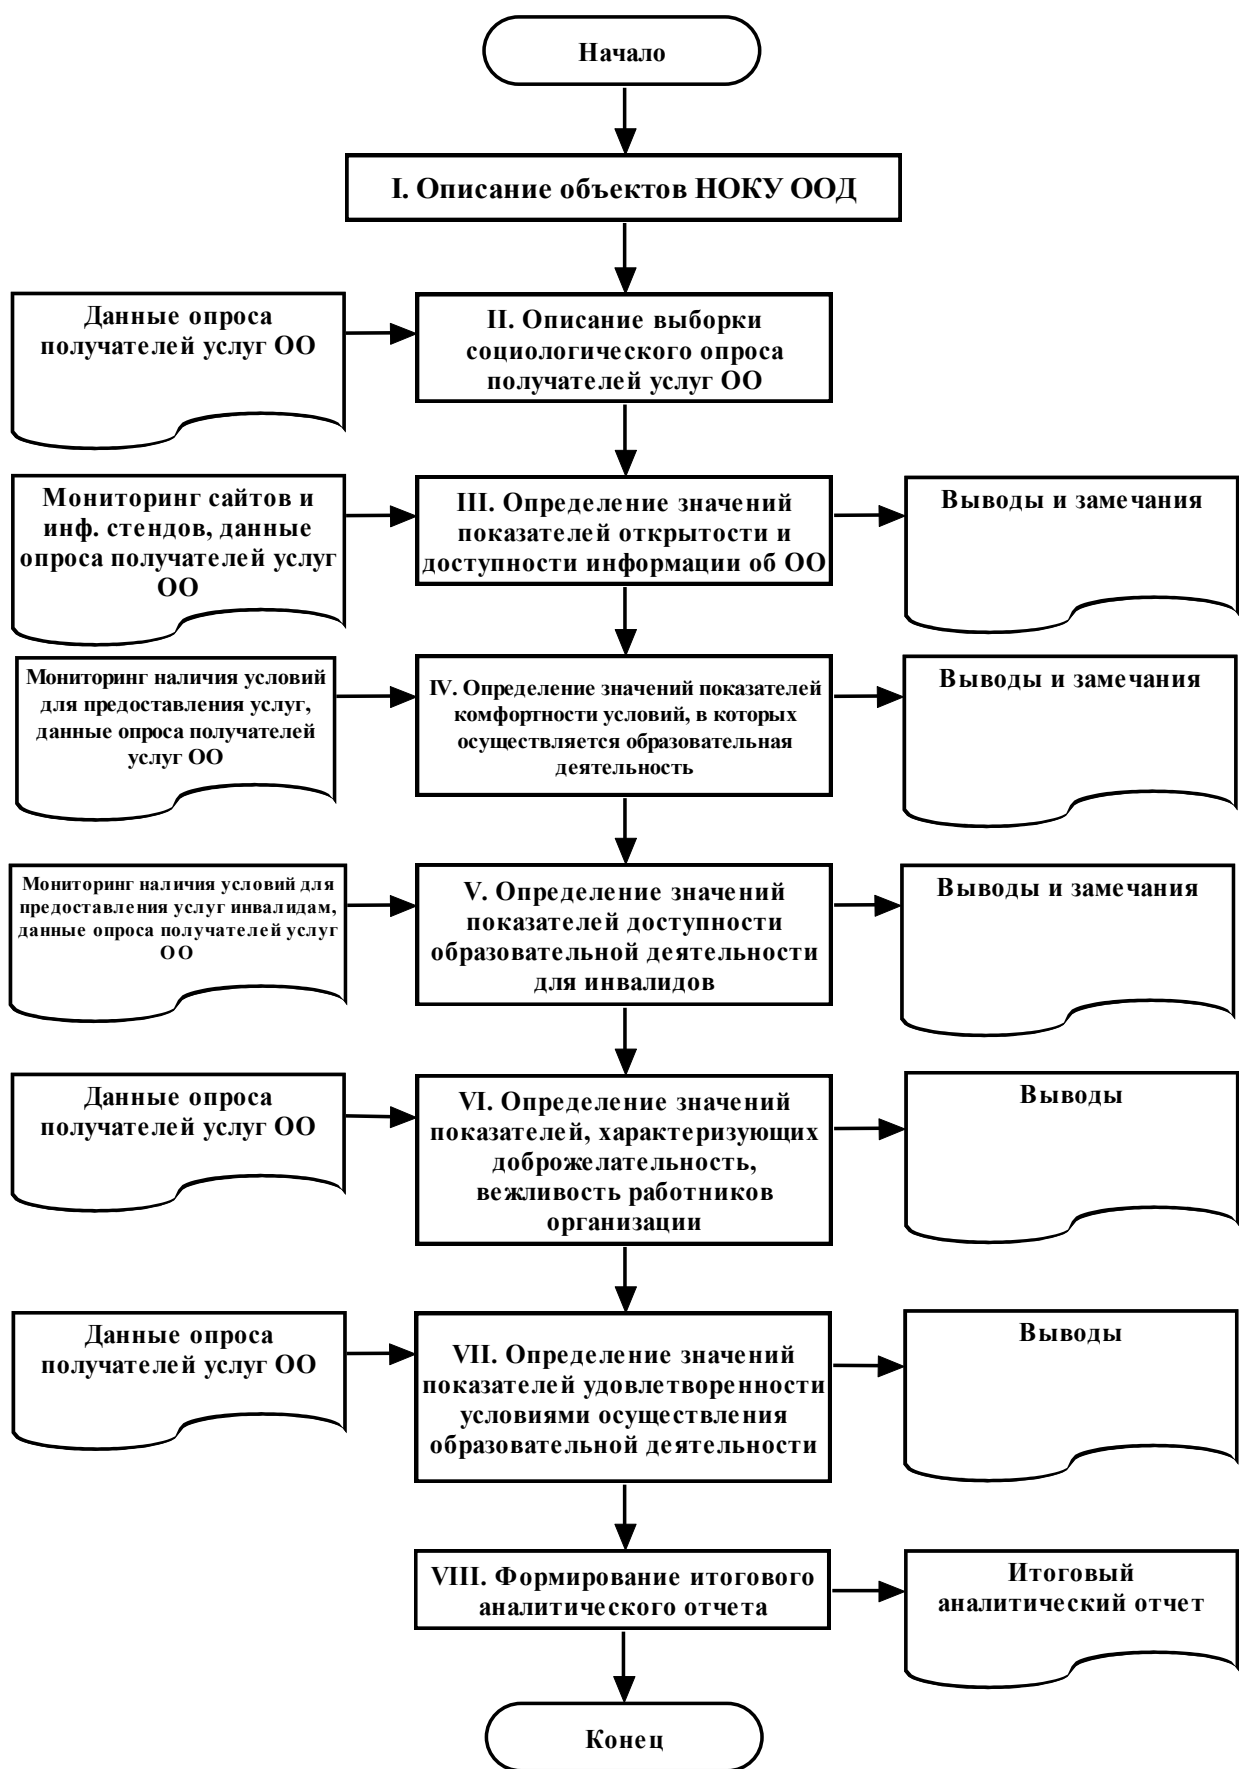 Начало
I. Описание объектов НОКУ ООД
Данные опроса
получателей услуг ОО
II. Описание выборки
социологического опроса
получателей услуг ОО
Мониторинг сайтов и
инф. стендов, данные
опроса получателей услуг
ОО
III. Определение значений
показателей открытости и
доступности информации об ОО
Выводы и замечания
Мониторинг наличия условий
для предоставления услуг,
данные опроса получателей
услуг ОО
IV. Определение значений показателей
комфортности условий, в которых
осуществляется образовательная
деятельность
Выводы и замечания
Мониторинг наличия условий для
предоставления услуг инвалидам,
данные опроса получателей услуг
ОО
V. Определение значений
показателей доступности
образовательной деятельности
для инвалидов
Выводы и замечания
Данные опроса
получателей услуг ОО
VI. Определение значений
показателей, характеризующих
доброжелательность,
вежливость работников
организации
Выводы
Данные опроса
получателей услуг ОО
VII. Определение значений
показателей удовлетворенности
условиями осуществления
образовательной деятельности
Выводы
VIII. Формирование итогового
аналитического отчета
Итоговый
аналитический отчет
Конец